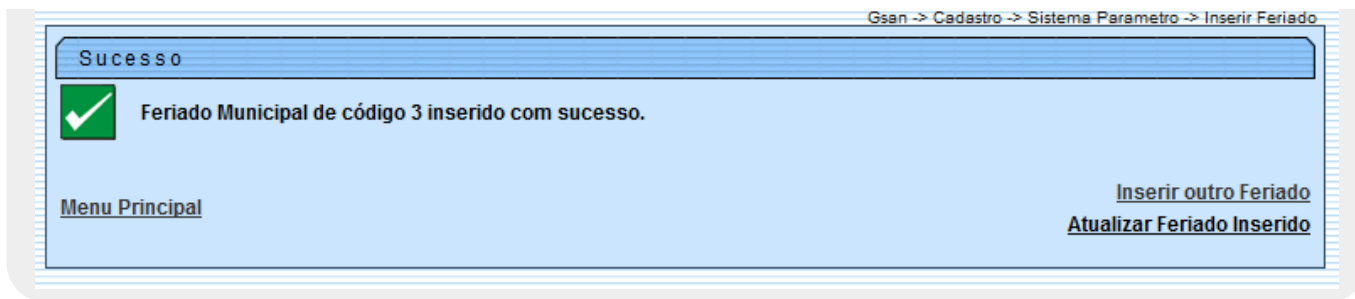 Gsan -> Cadastro -> Sistema Parametro -> Inserir Feriado
Sucesso
Feriado Municipal de código 3 inserido com sucesso.
Inserir outro Feriado
Menu Principal
Atualizar Feriado Inserido